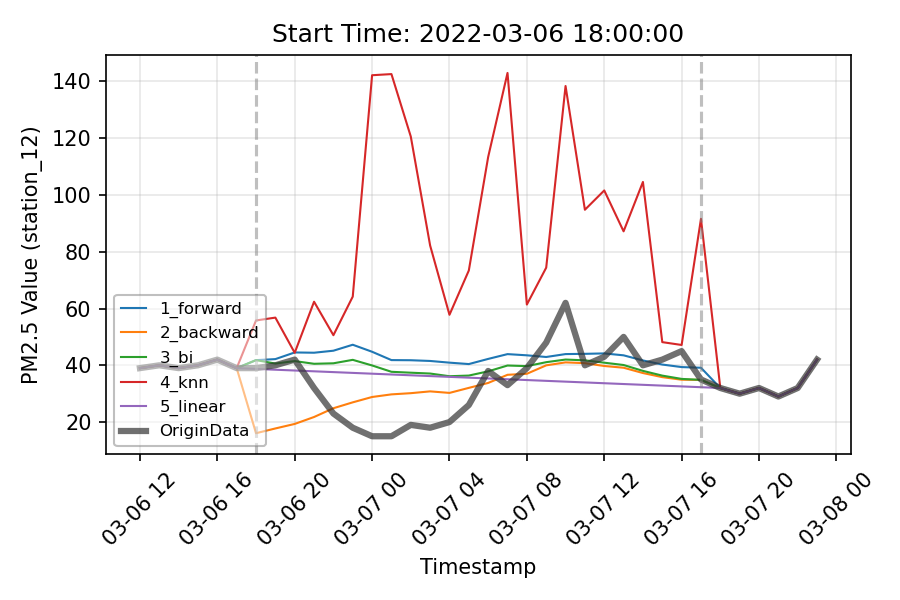 Start Time: 2022-03-06 18:00:00
PM2.5 Value (station_12)
140
120
100
80
60
40
20
1_forward
2_backward
3_bi
4_knn
5_linear
OriginData
03-06 12
03-06 16
03-06 20
03-07 00
03-07 04
03-07 08
03-07 12
03-07 16
03-07 20
03-08 00
Timestamp